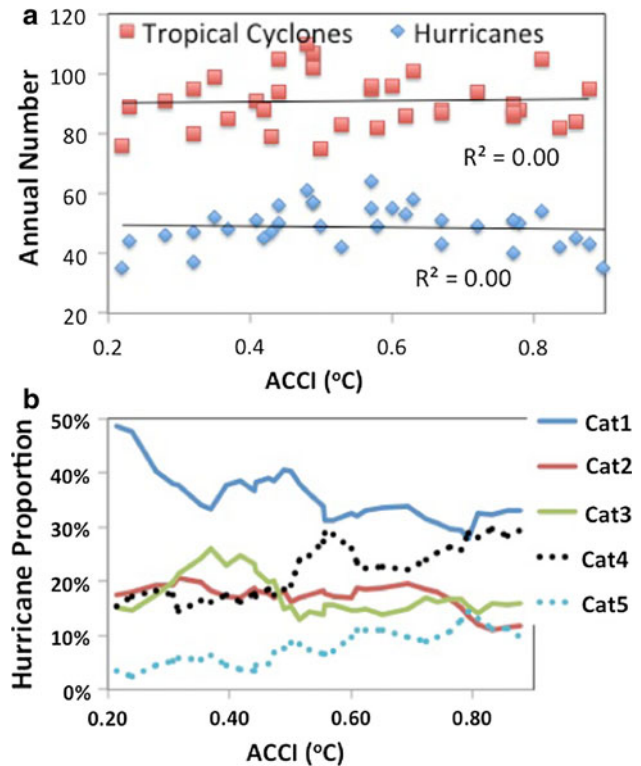 a
120
Tropical Cyclones Hurricanes
100
80
60
40
20
Annual Number
R² = 0.00
R² = 0.00
0.2 0.4 0.6 0.8
ACCI (°C)
b
50%
40%
30%
20%
10%
0%
Hurricane Proportion
Cat1
Cat2
Cat3
Cat4
Cat5
0.20 0.40 0.60 0.80
ACCI (°C)